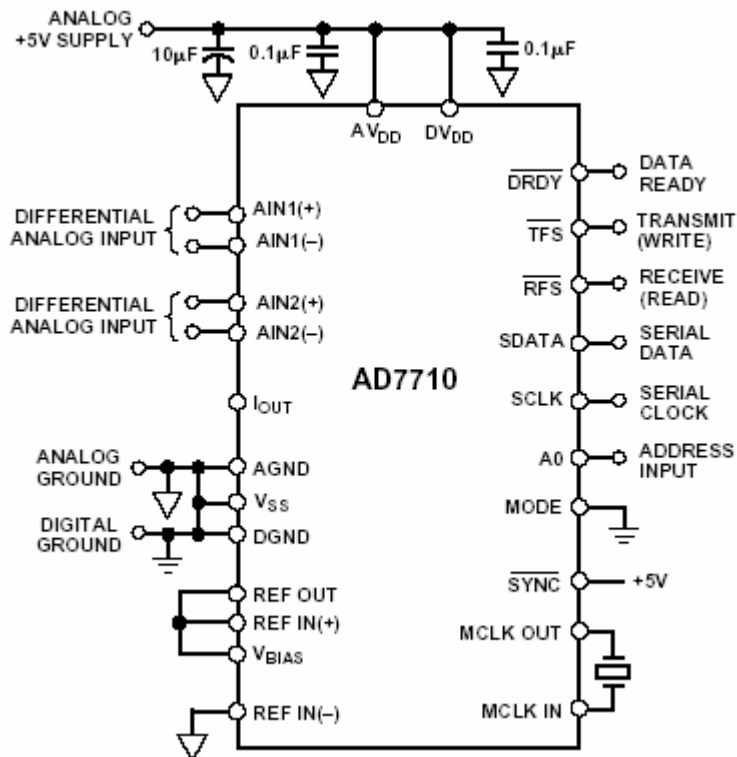 ANALOG
+5V SUPPLY
10µF
0.1µF
0.1µF
AVDD
DVDD
DRDY
DATA
READY
DIFFERENTIAL
ANALOG INPUT
AIN1(+)
AIN1(–)
TFS
TRANSMIT
(WRITE)
RFS
RECEIVE
(READ)
DIFFERENTIAL
ANALOG INPUT
AIN2(+)
AIN2(–)
SDATA
SERIAL
DATA
AD7710
IOUT
SCLK
SERIAL
CLOCK
ANALOG
GROUND
AGND
A0
ADDRESS
INPUT
VSS
MODE
DIGITAL
GROUND
DGND
SYNC
+5V
REF OUT
REF IN(+)
VBIAS
MCLK OUT
REF IN(–)
MCLK IN